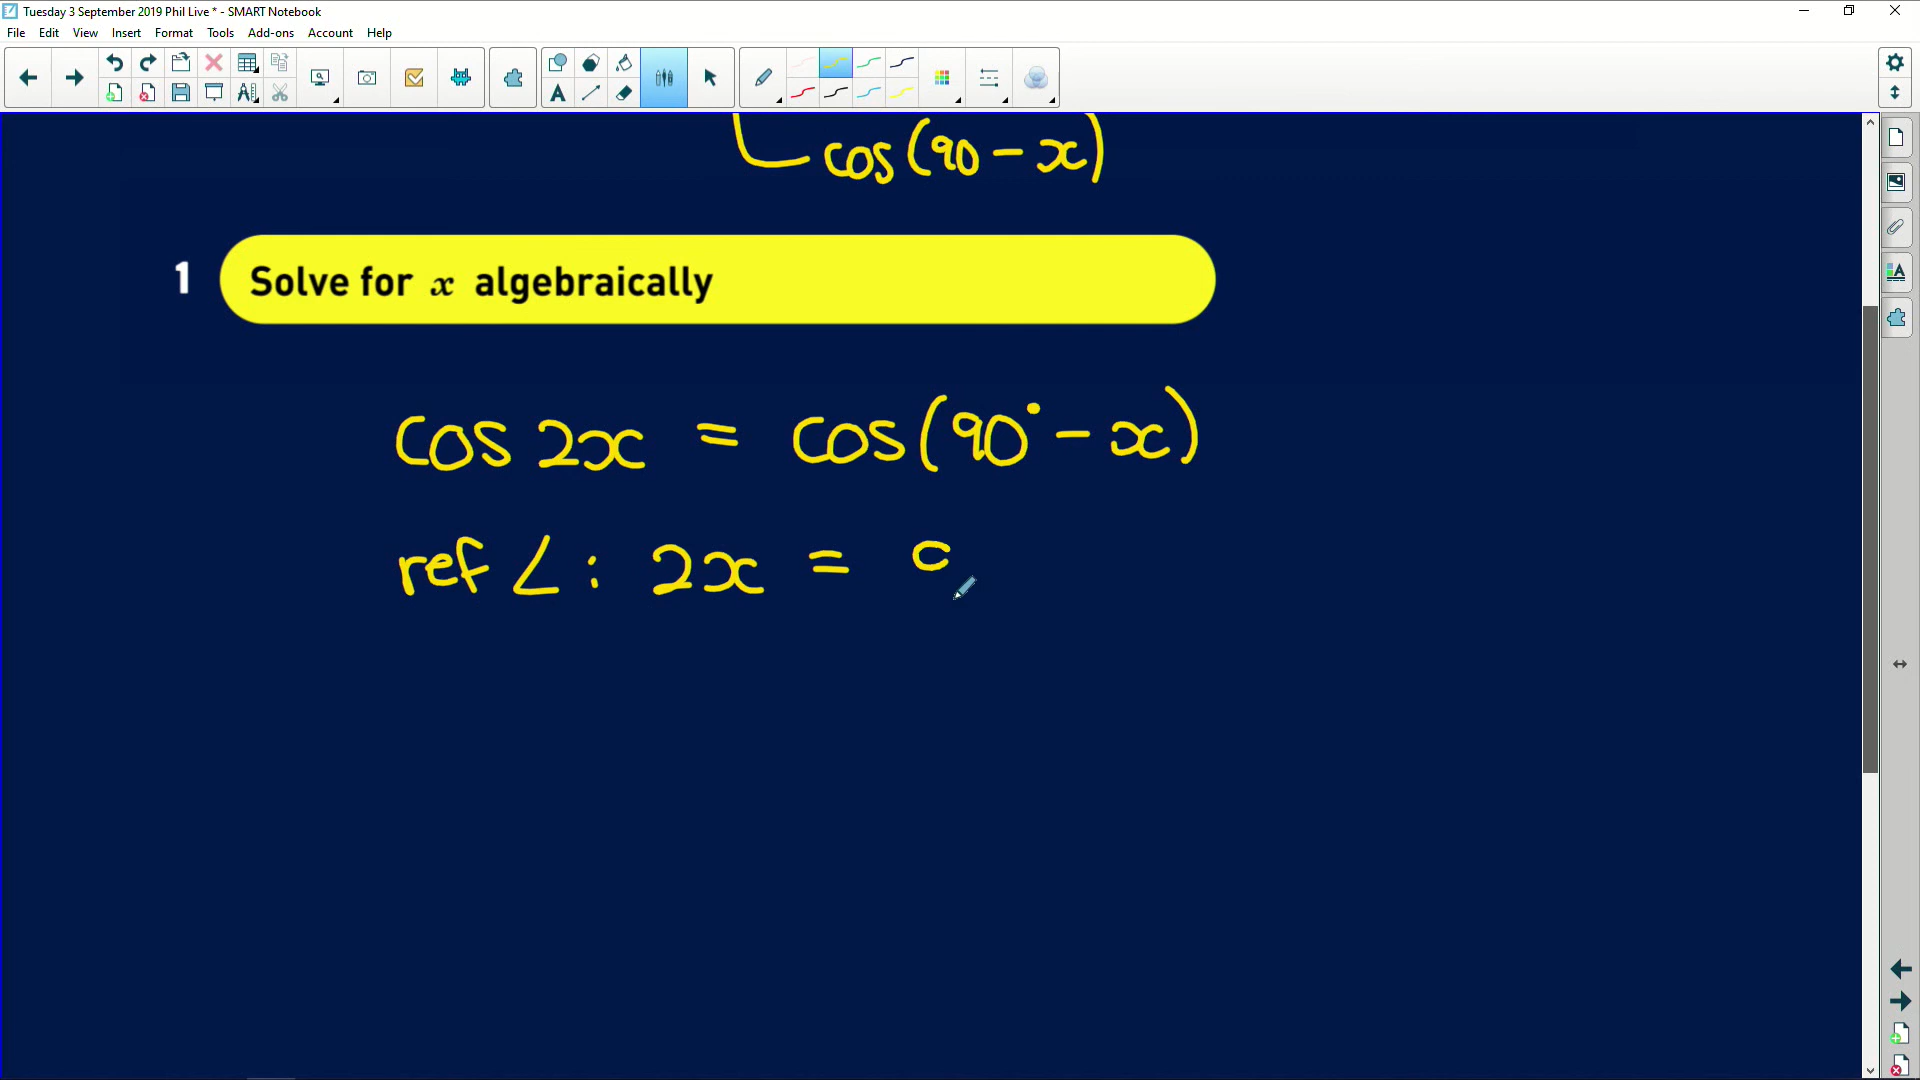 Tuesday 3 September 2019 Phil Live * - SMART Notebook
File Edit View Insert Format Tools Add-ons Account Help
cos(90 - x)
1 Solve for x algebraically
cos 2x = cos(90° - x)
ref ∠ : 2x =